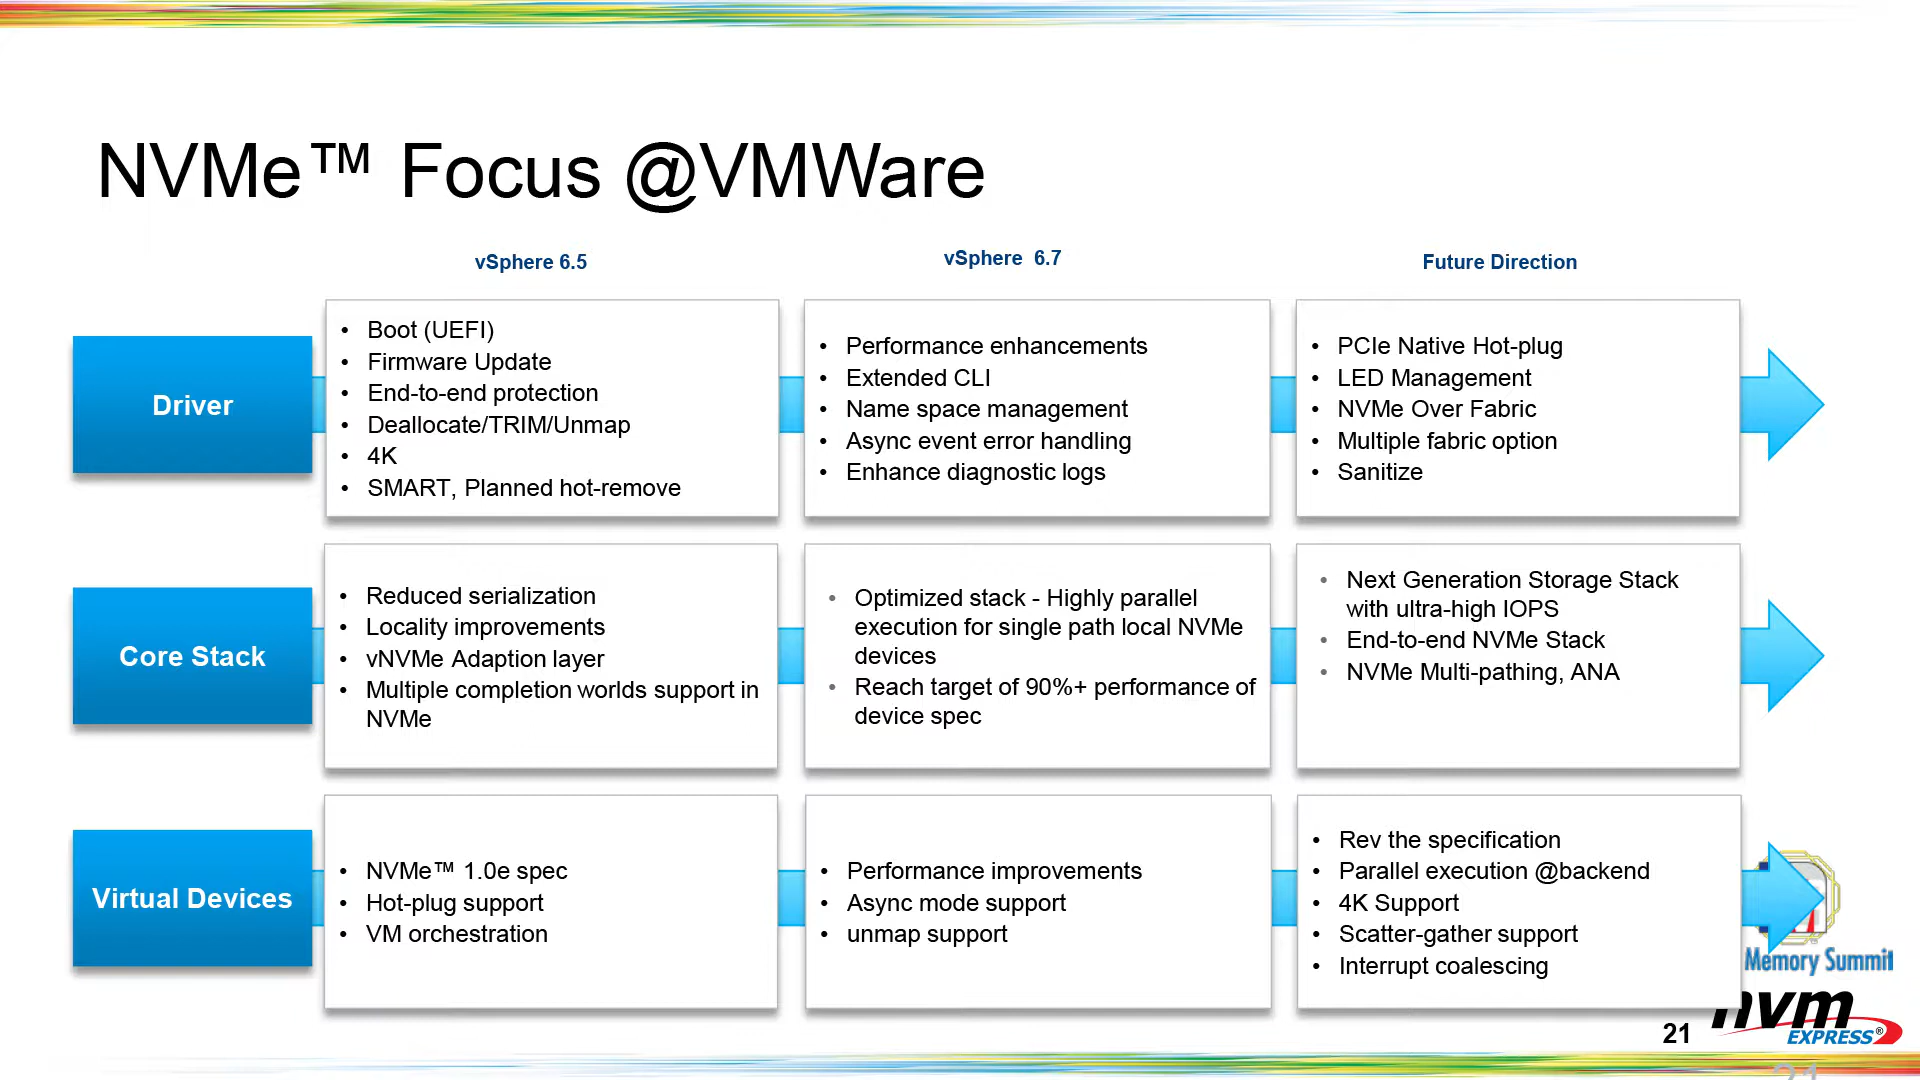 NVMe™ Focus @VMWare
vSphere 6.5
vSphere 6.7
Future Direction
Driver
• Boot (UEFI)
• Firmware Update
• End-to-end protection
• Deallocate/TRIM/Unmap
• 4K
• SMART, Planned hot-remove
• Performance enhancements
• Extended CLI
• Name space management
• Async event error handling
• Enhance diagnostic logs
• PCIe Native Hot-plug
• LED Management
• NVMe Over Fabric
• Multiple fabric option
• Sanitize
Core Stack
• Reduced serialization
• Locality improvements
• vNVMe Adaption layer
• Multiple completion worlds support in
NVMe
• Optimized stack - Highly parallel
execution for single path local NVMe
devices
• Reach target of 90%+ performance of
device spec
• Next Generation Storage Stack
with ultra-high IOPS
• End-to-end NVMe Stack
• NVMe Multi-pathing, ANA
Virtual Devices
• NVMe™ 1.0e spec
• Hot-plug support
• VM orchestration
• Performance improvements
• Async mode support
• unmap support
• Rev the specification
• Parallel execution @backend
• 4K Support
• Scatter-gather support
• Interrupt coalescing
Memory Summit
nvm
EXPRESS®
21